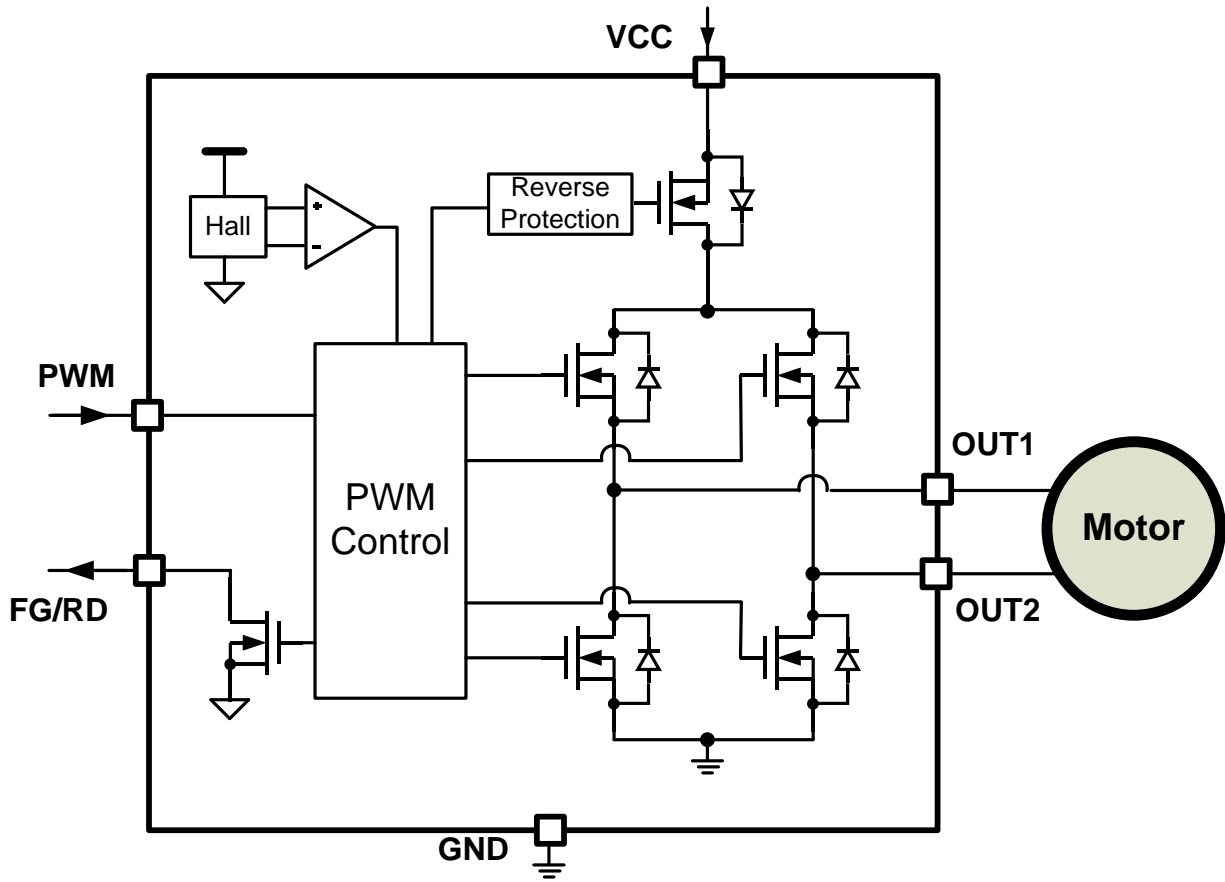 VCC
Reverse
Protection
Hall
+
-
PWM
PWM
Control
OUT1
Motor
OUT2
FG/RD
GND